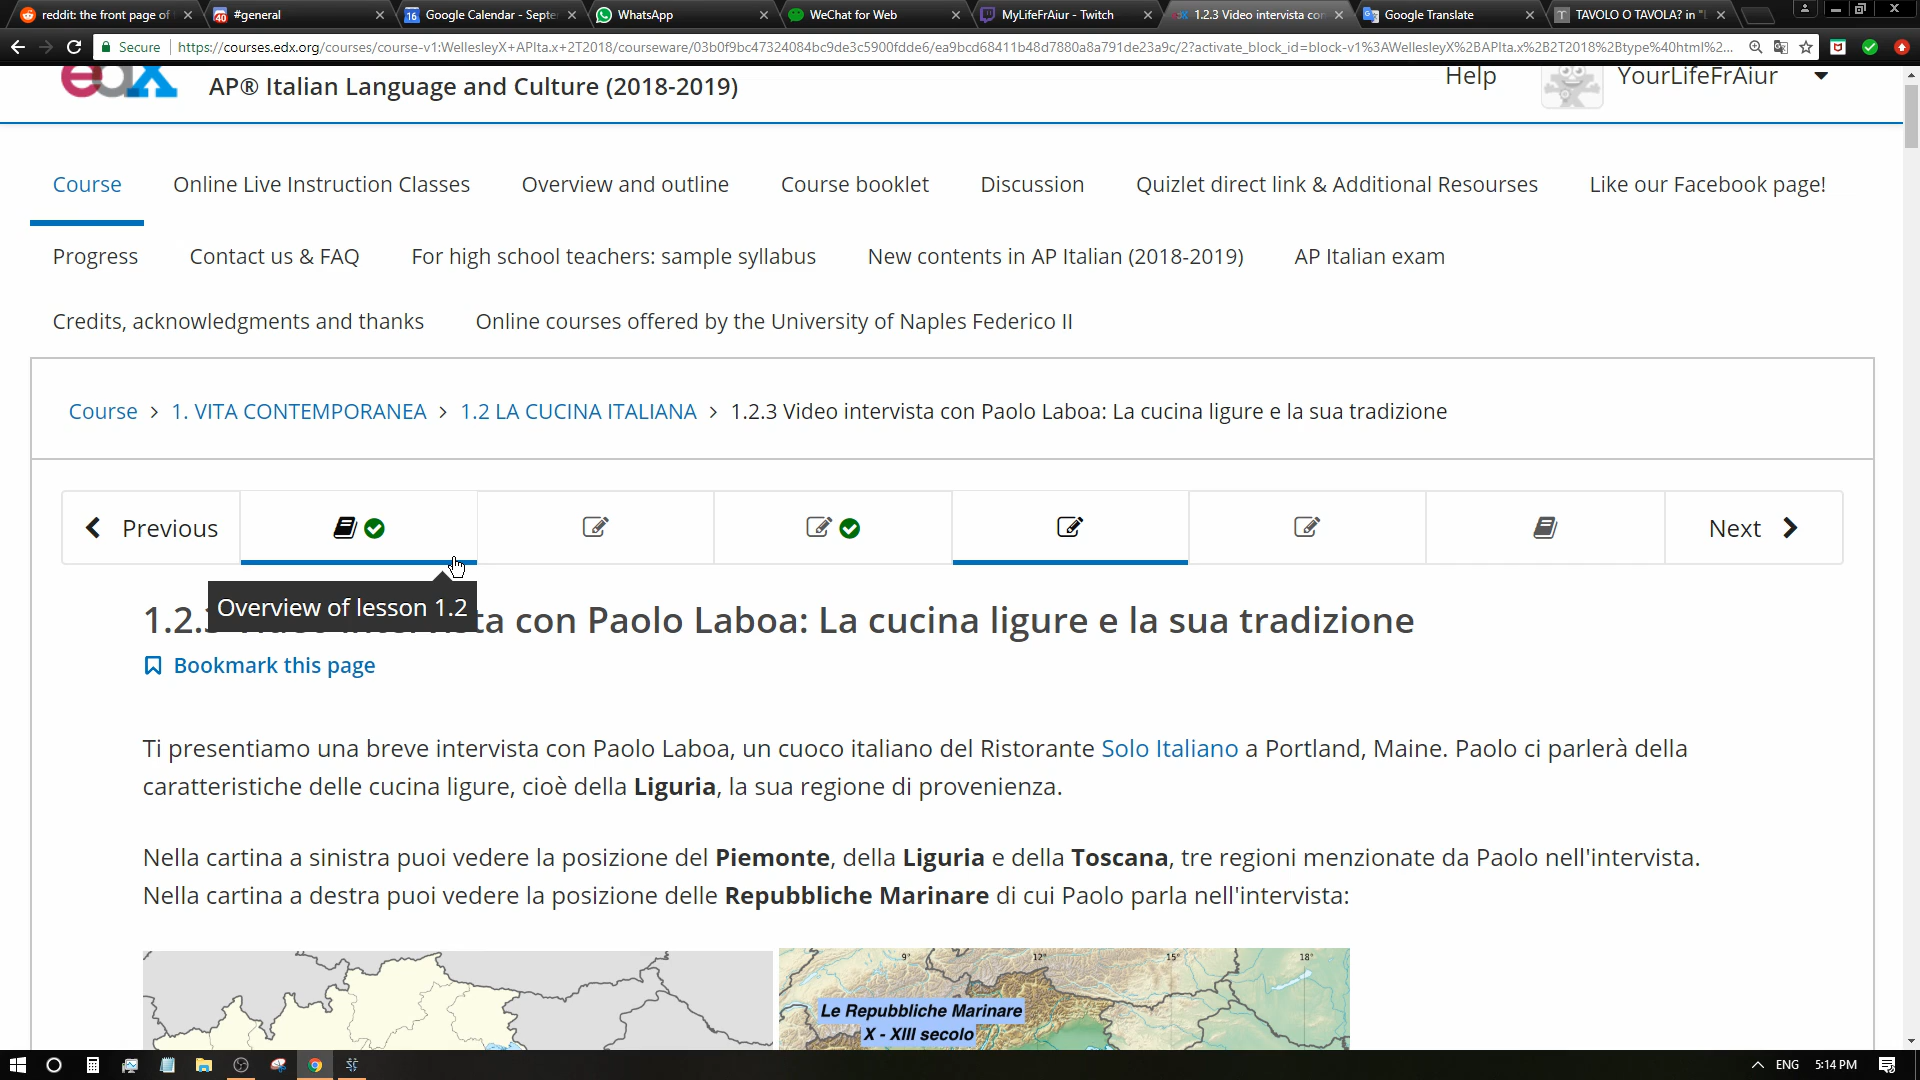 reddit: the front page of
#general
Google Calendar - Septe
WhatsApp
WeChat for Web
MyLifeFrAiur - Twitch
1.2.3 Video intervista con
Google Translate
TAVOLO O TAVOLA? in "L
Secure
https://courses.edx.org/courses/course-v1:WellesleyX+APIta.x+2T2018/courseware/03b0f9bc47324084bc9de3c5900fdde6/ea9bcd68411b48d7880a8a791de23a9c/2?activate_block_id=block-v1%3AWellesleyX%2BAPIta.x%2B2T2018%2Btype%40html%2...
edX
AP® Italian Language and Culture (2018-2019)
Help
YourLifeFrAiur
Course
Online Live Instruction Classes
Overview and outline
Course booklet
Discussion
Quizlet direct link & Additional Resourses
Like our Facebook page!
Progress
Contact us & FAQ
For high school teachers: sample syllabus
New contents in AP Italian (2018-2019)
AP Italian exam
Credits, acknowledgments and thanks
Online courses offered by the University of Naples Federico II
Course > 1. VITA CONTEMPORANEA > 1.2 LA CUCINA ITALIANA > 1.2.3 Video intervista con Paolo Laboa: La cucina ligure e la sua tradizione
Previous
Next
Overview of lesson 1.2
con Paolo Laboa: La cucina ligure e la sua tradizione
Bookmark this page
Ti presentiamo una breve intervista con Paolo Laboa, un cuoco italiano del Ristorante Solo Italiano a Portland, Maine. Paolo ci parlerà della
caratteristiche delle cucina ligure, cioè della Liguria, la sua regione di provenienza.
Nella cartina a sinistra puoi vedere la posizione del Piemonte, della Liguria e della Toscana, tre regioni menzionate da Paolo nell'intervista.
Nella cartina a destra puoi vedere la posizione delle Repubbliche Marinare di cui Paolo parla nell'intervista:
9° 12° 15° 18°
Le Repubbliche Marinare
X - XIII secolo
ENG
5:14 PM